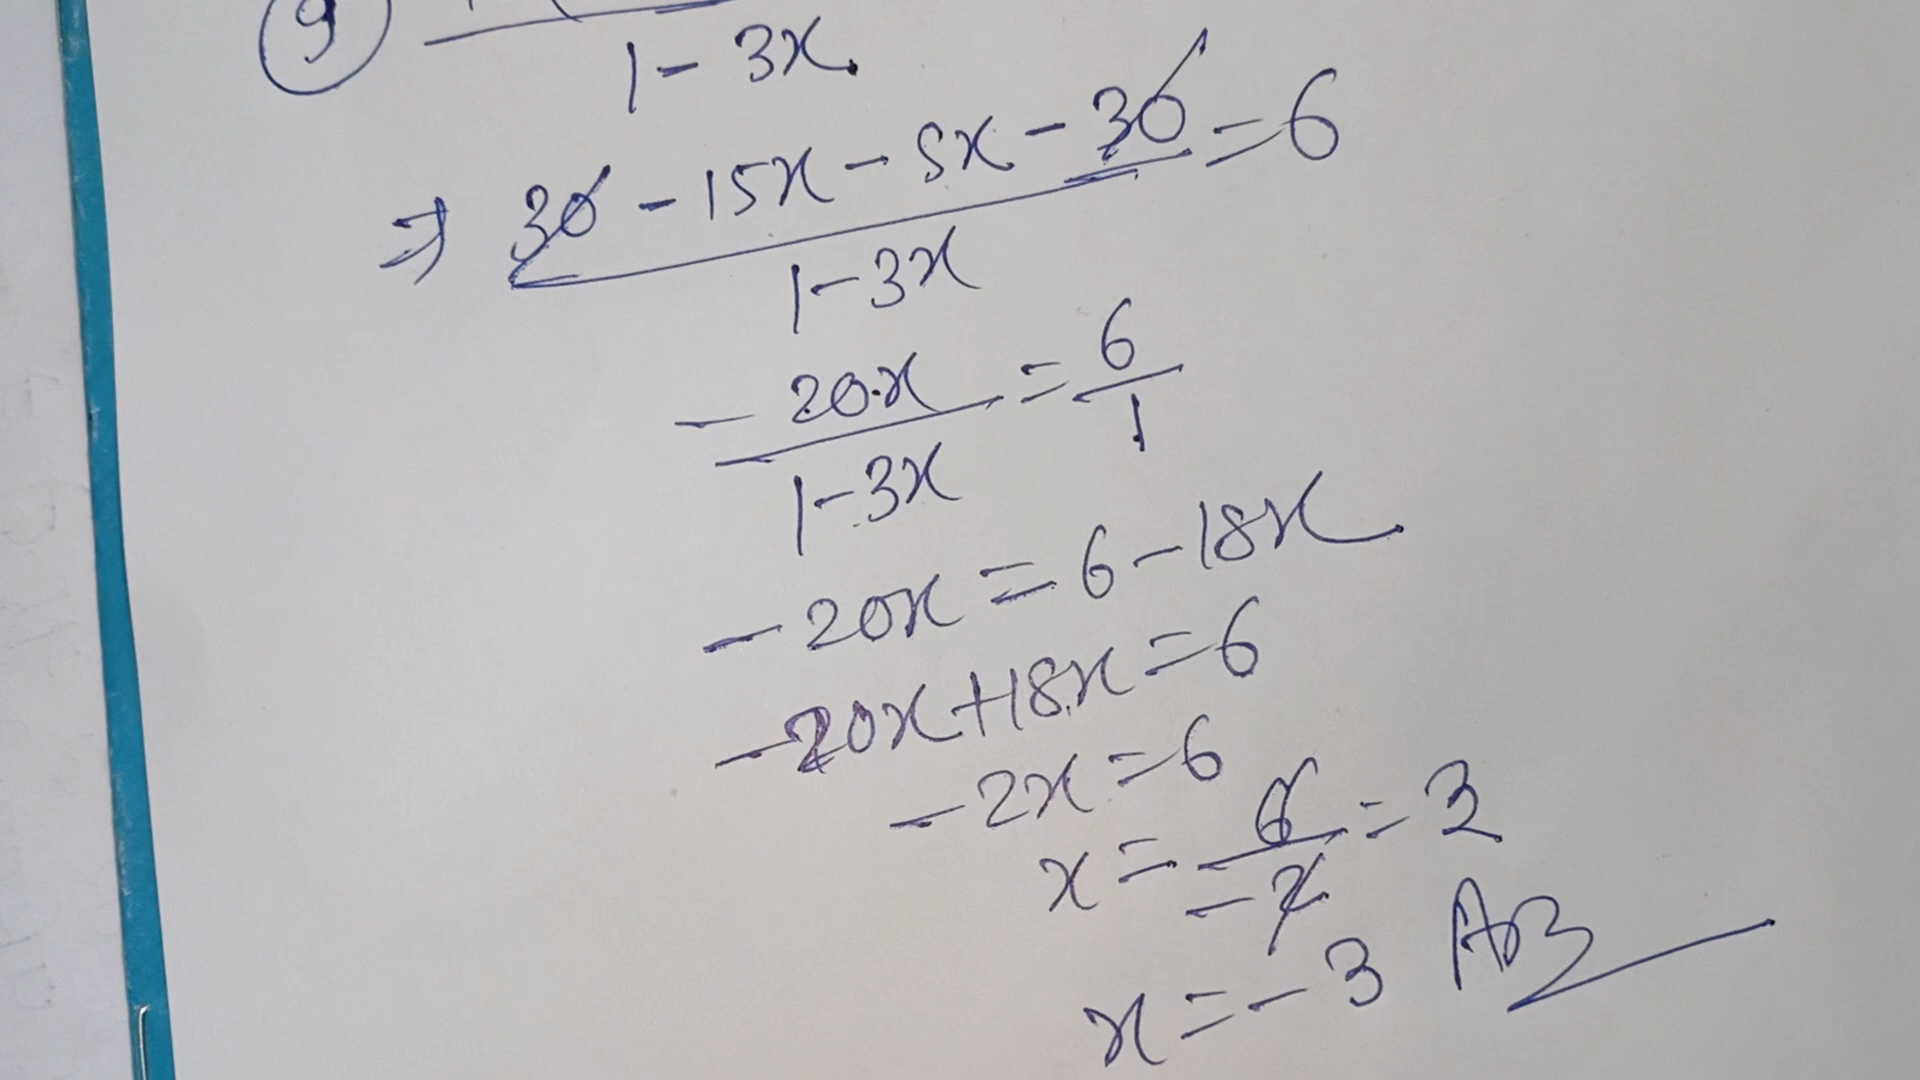 9
1 - 3x
⇒ 30 - 15x - 5x - 30 = 6
1 - 3x
- 20x = 6
1 - 3x 1
- 20x = 6 - 18x
- 20x + 18x = 6
- 2x = 6
x = 6 = 3
- 2
x = - 3 Ans